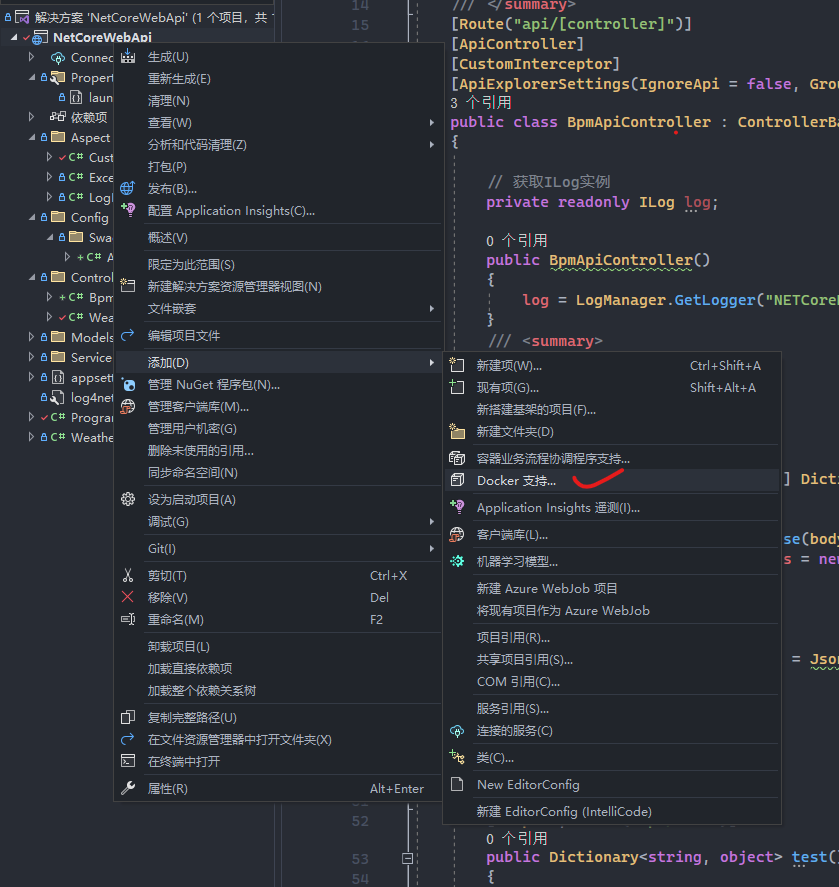 解决方案 'NetCoreWebApi' (1 个项目，共 1
NetCoreWebApi
Connec
Propert
laun
依赖项
Aspect
C# Cust
C# Exce
C# Logl
Config
Swa
C# A
Control
C# Bpm
C# Wea
Models
Service
appsett
log4net
C# Progra
C# Weathe
生成(U)
重新生成(E)
清理(N)
查看(W)
分析和代码清理(Z)
打包(P)
发布(B)...
配置 Application Insights(C)...
概述(V)
限定为此范围(S)
新建解决方案资源管理器视图(N)
文件嵌套
编辑项目文件
添加(D)
管理 NuGet 程序包(N)...
管理客户端库(M)...
管理用户机密(G)
删除未使用的引用...
同步命名空间(N)
设为启动项目(A)
调试(G)
Git(I)
剪切(T) Ctrl+X
移除(V) Del
重命名(M) F2
卸载项目(L)
加载直接依赖项
加载整个依赖关系树
复制完整路径(U)
在文件资源管理器中打开文件夹(X)
在终端中打开
属性(R) Alt+Enter
新建项(W)... Ctrl+Shift+A
现有项(G)... Shift+Alt+A
新搭建基架的项目(F)...
新建文件夹(D)
容器业务流程协调程序支持...
Docker 支持...
Application Insights 遥测(I)...
客户端库(L)...
机器学习模型...
新建 Azure WebJob 项目
将现有项目作为 Azure WebJob
项目引用(R)...
共享项目引用(S)...
COM 引用(C)...
服务引用(S)...
连接的服务(C)
类(C)...
New EditorConfig
新建 EditorConfig (IntelliCode)
14 /// </summary>
15 [Route("api/[controller]")]
[ApiController]
[CustomInterceptor]
[ApiExplorerSettings(IgnoreApi = false, Grou
3 个引用
public class BpmApiController : ControllerBa
{
// 获取ILog实例
private readonly ILog log;
0 个引用
public BpmApiController()
{
log = LogManager.GetLogger("NETCoreR
}
/// <summary>
] Dicti
se(body
s = new
= Json
52
0 个引用
53 public Dictionary<string, object> test()
54 {